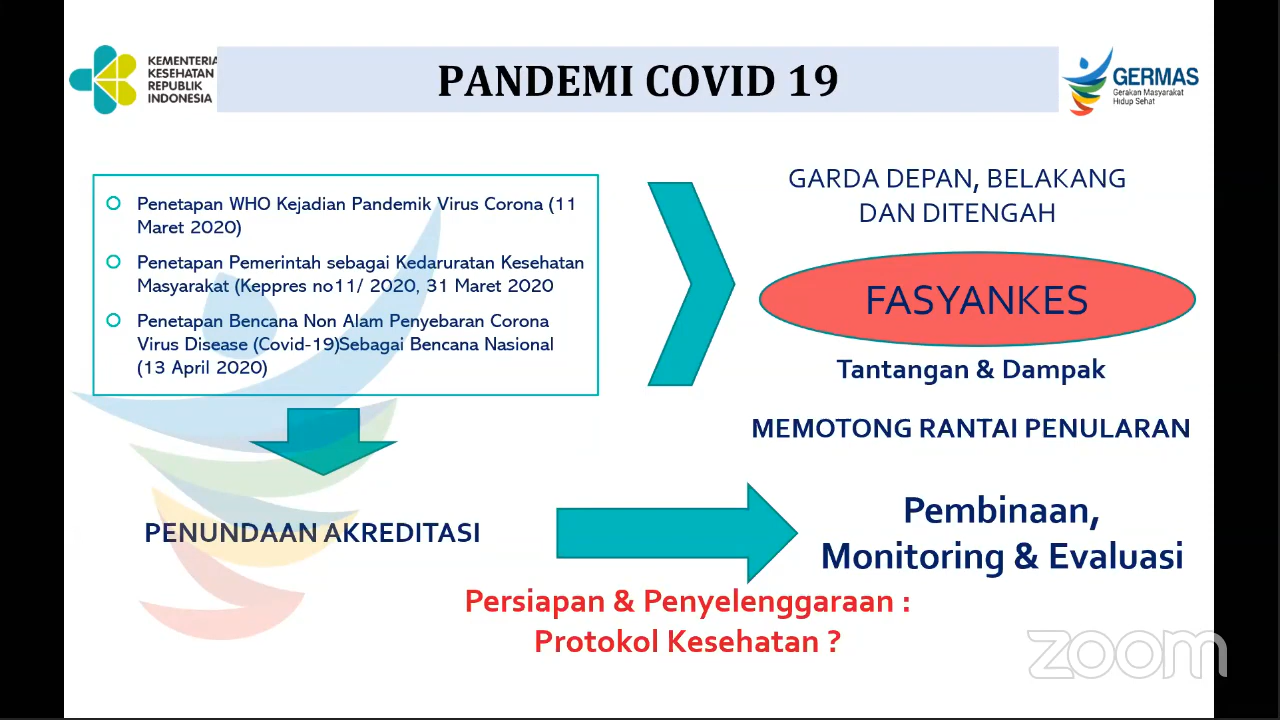 KEMENTERIA
KESEHATAN
REPUBLIK
INDONESIA
PANDEMI COVID 19
GERMAS
Gerakan Masyarakat
Hidup Sehat
Penetapan WHO Kejadian Pandemik Virus Corona (11
Maret 2020)
Penetapan Pemerintah sebagai Kedaruratan Kesehatan
Masyarakat (Keppres no11/ 2020, 31 Maret 2020
Penetapan Bencana Non Alam Penyebaran Corona
Virus Disease (Covid-19)Sebagai Bencana Nasional
(13 April 2020)
GARDA DEPAN, BELAKANG
DAN DITENGAH
FASYANKES
Tantangan & Dampak
MEMOTONG RANTAI PENULARAN
PENUNDAAN AKREDITASI
Pembinaan,
Monitoring & Evaluasi
Persiapan & Penyelenggaraan :
Protokol Kesehatan ?
zoom